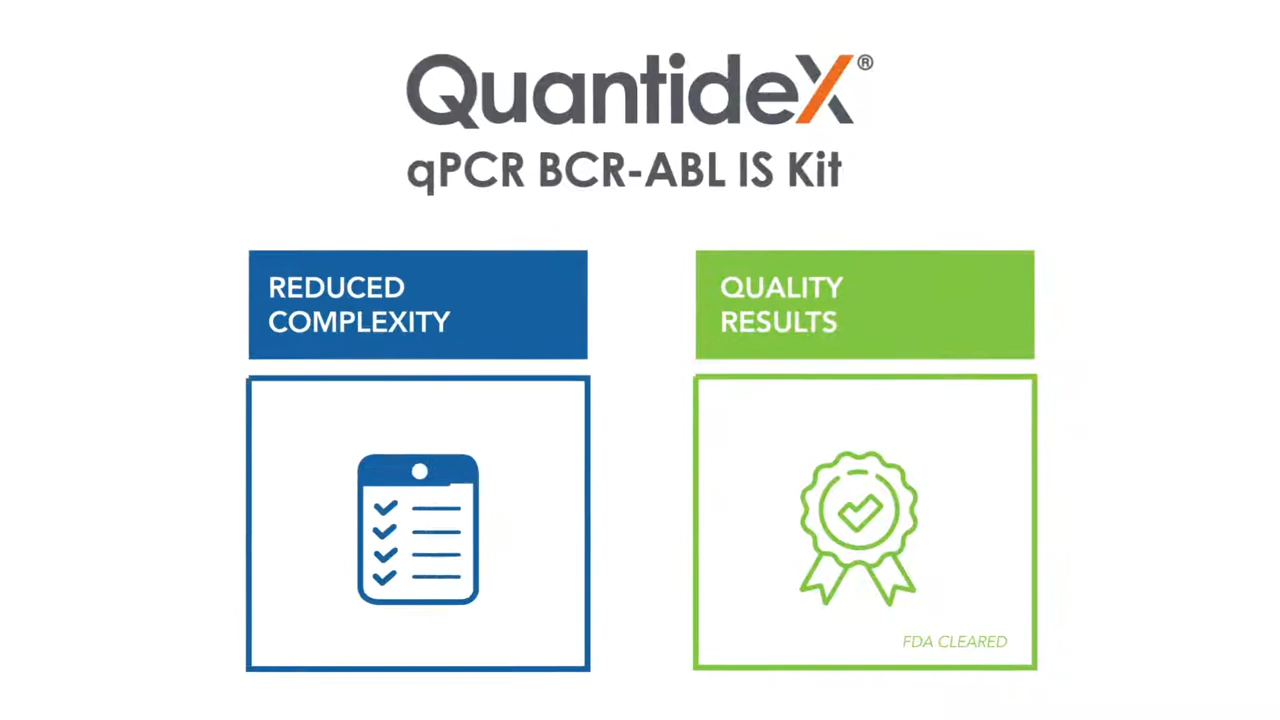 QuantideX®
qPCR BCR-ABL IS Kit
REDUCED
COMPLEXITY
QUALITY
RESULTS
FDA CLEARED